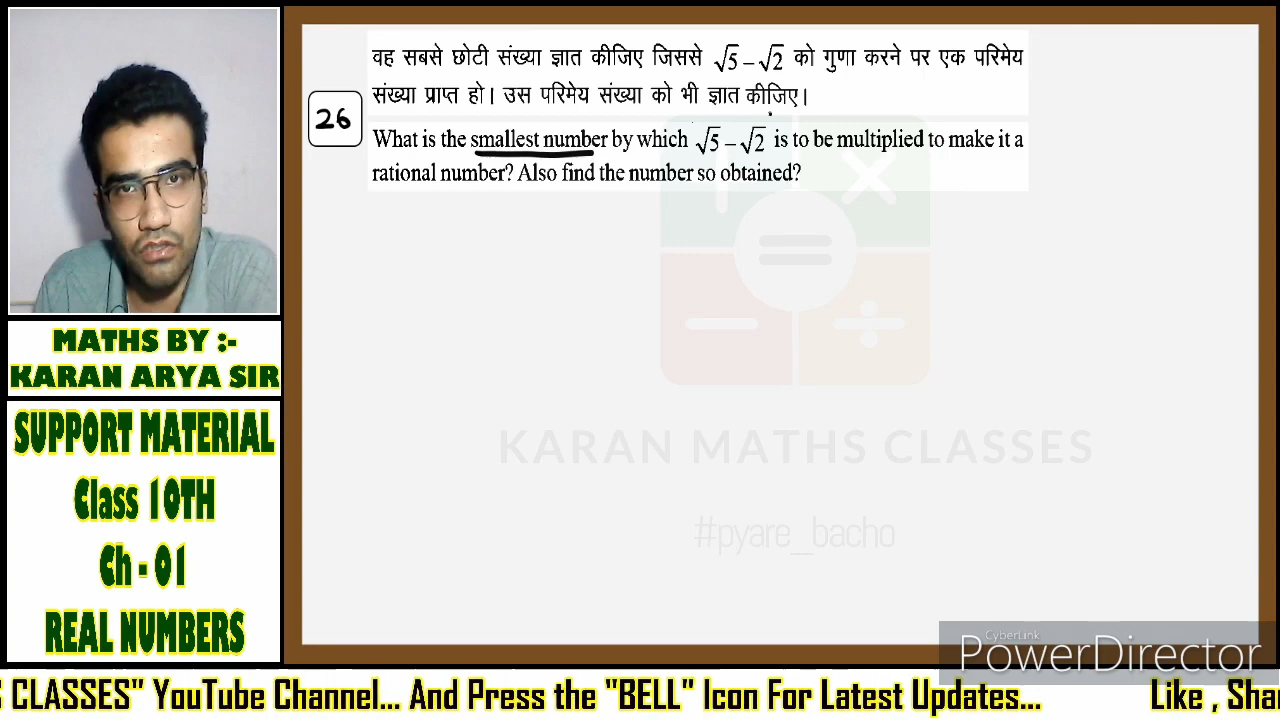 वह सबसे छोटी संख्या ज्ञात कीजिए जिससे √5 – √2 को गुणा करने पर एक परिमेय
संख्या प्राप्त हो। उस परिमेय संख्या को भी ज्ञात कीजिए।
26
What is the smallest number by which √5 – √2 is to be multiplied to make it a
rational number? Also find the number so obtained?
MATHS BY :-
KARAN ARYA SIR
SUPPORT MATERIAL
Class 10TH
Ch - 01
REAL NUMBERS
KARAN MATHS CLASSES
#pyare_bacho
CyberLink
PowerDirector
S CLASSES" YouTube Channel... And Press the "BELL" Icon For Latest Updates... Like , Shar